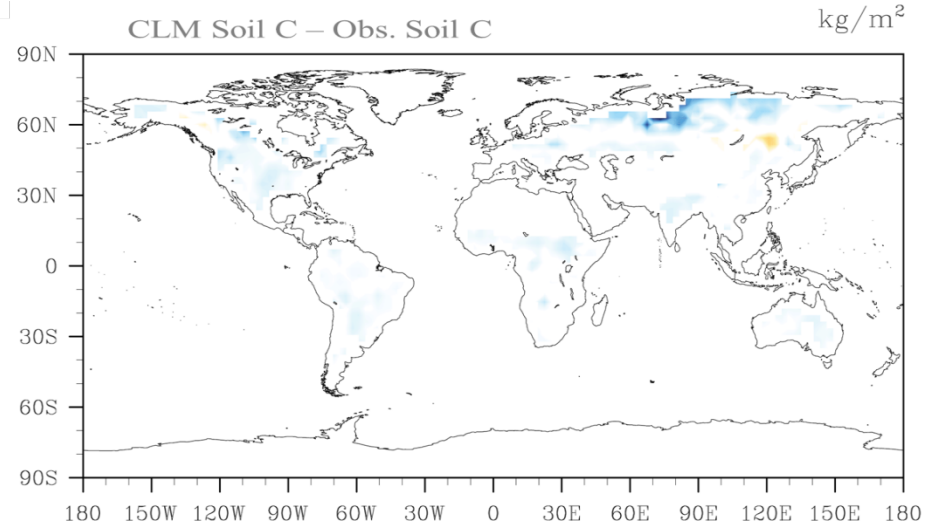 CLM Soil C – Obs. Soil C
kg/m²
90N
60N
30N
0
30S
60S
90S
180 150W 120W 90W 60W 30W 0 30E 60E 90E 120E 150E 180